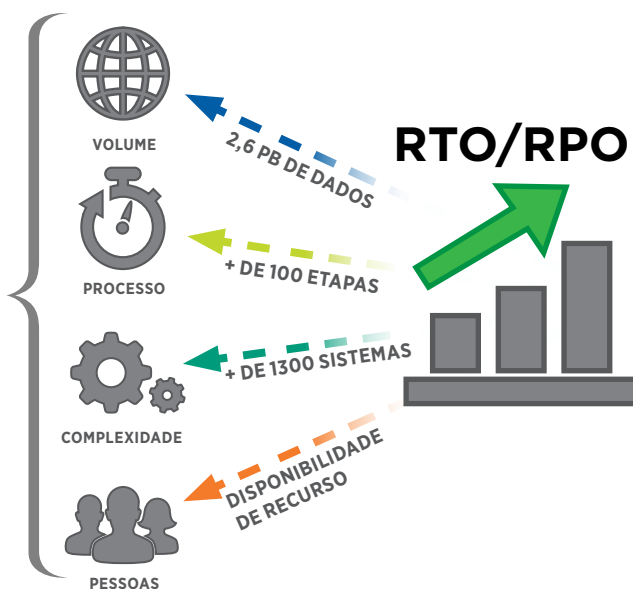 VOLUME
2,6 PB DE DADOS
RTO/RPO
PROCESSO
+ DE 100 ETAPAS
+ DE 1300 SISTEMAS
COMPLEXIDADE
DISPONIBILIDADE
DE RECURSO
PESSOAS